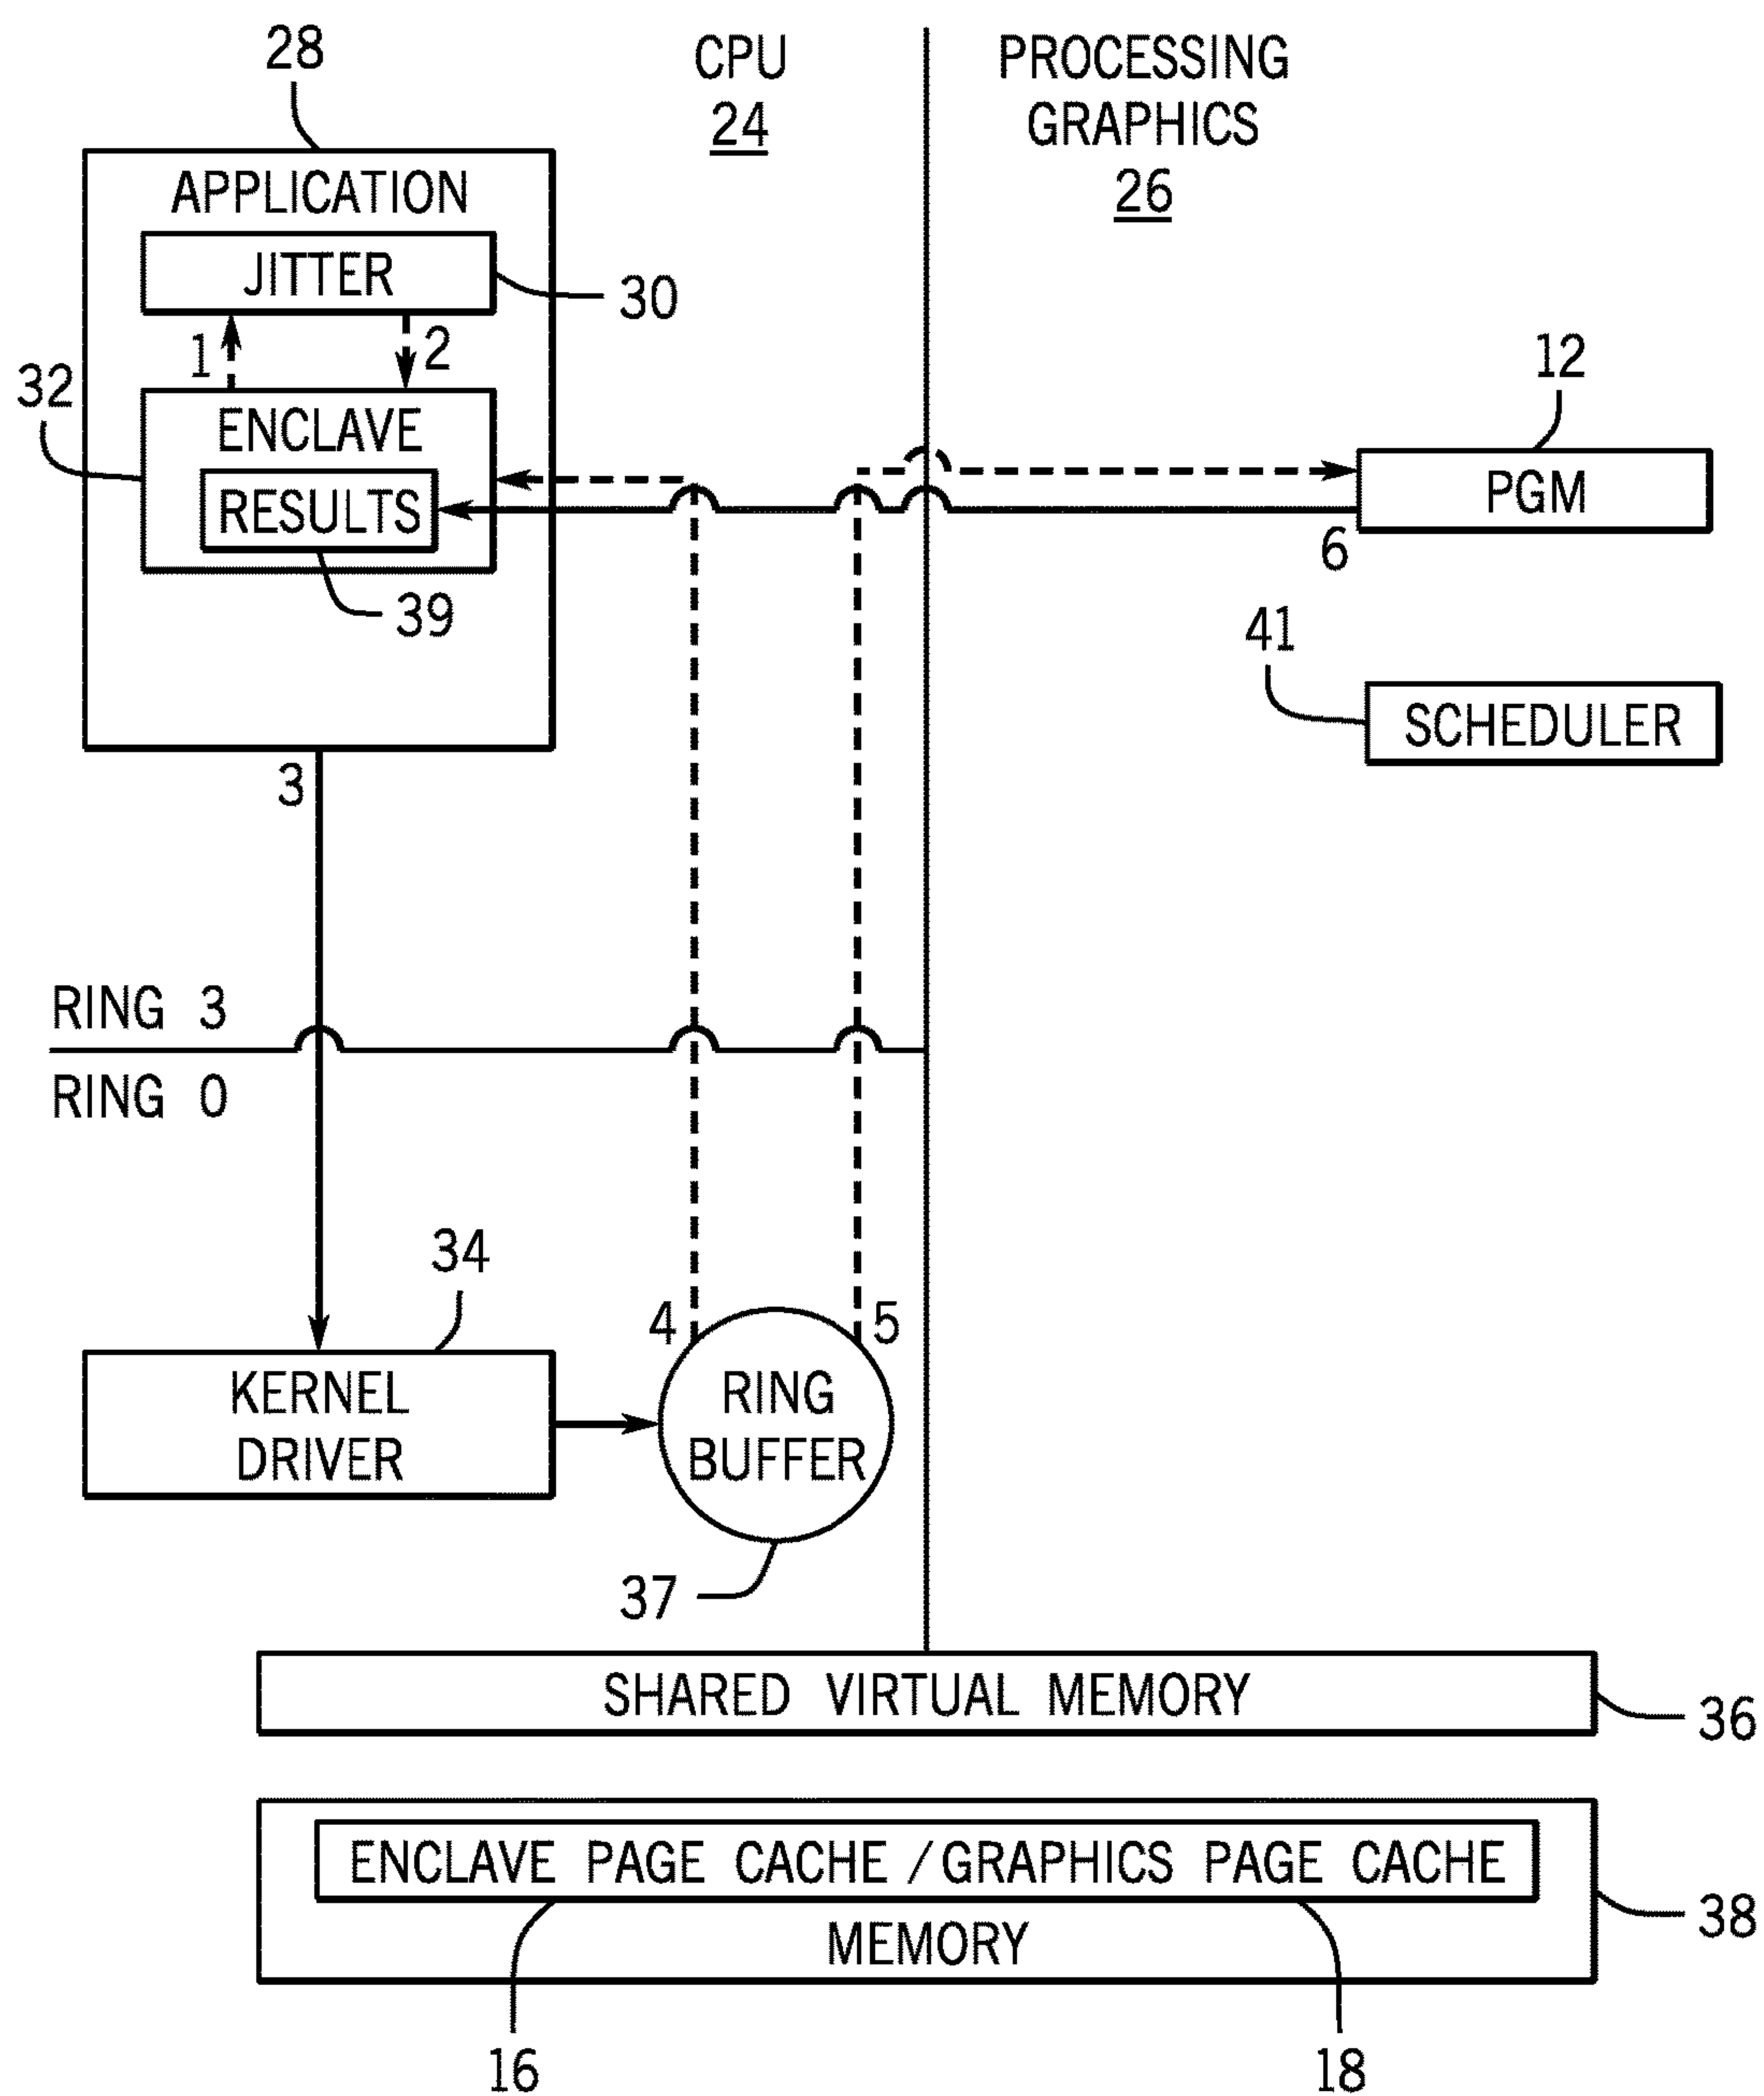 28
CPU
24
PROCESSING
GRAPHICS
26
APPLICATION
JITTER
30
1
2
32
ENCLAVE
RESULTS
39
12
PGM
6
41
SCHEDULER
3
RING 3
RING 0
34
4
5
KERNEL
DRIVER
RING
BUFFER
37
SHARED VIRTUAL MEMORY
36
ENCLAVE PAGE CACHE / GRAPHICS PAGE CACHE
MEMORY
38
16
18